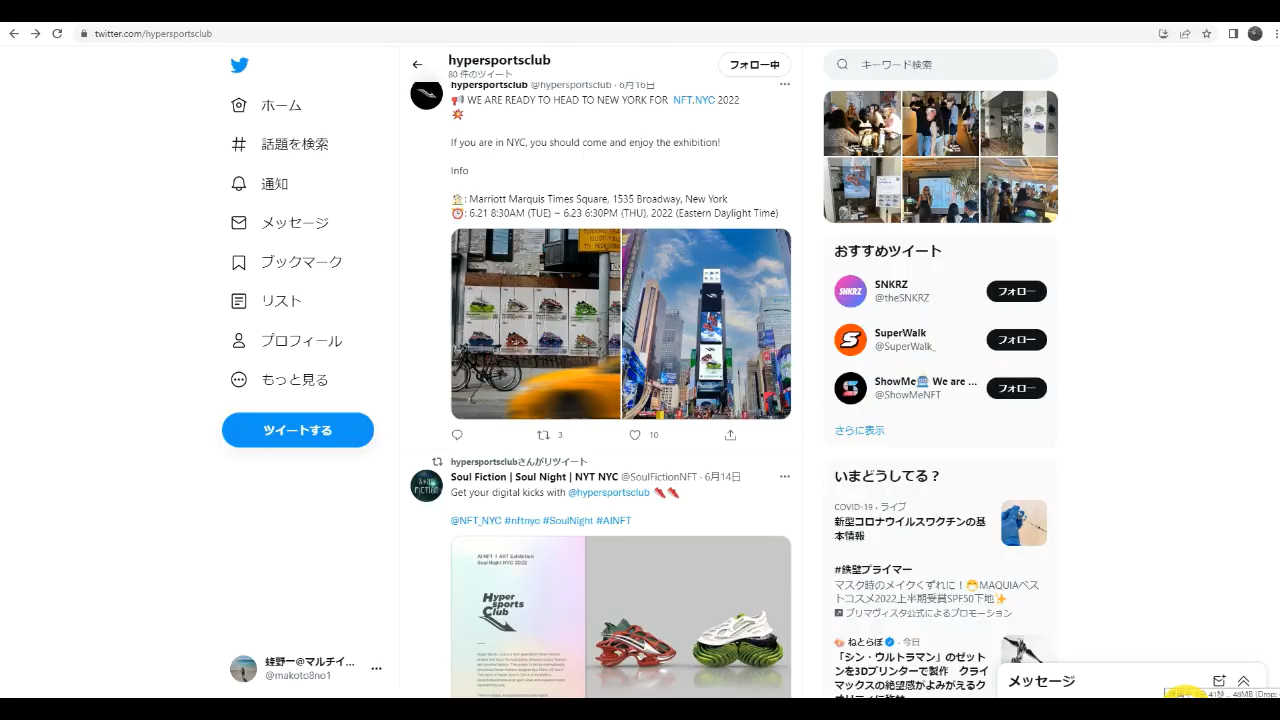 twitter.com/hypersportsclub
ホーム
話題を検索
通知
メッセージ
ブックマーク
リスト
プロフィール
もっと見る
ツイートする
蜂野一@マルチイ...
@makoto8no1
hypersportsclub
80 件のツイート
フォロー中
hypersportsclub @hypersportsclub · 6月16日
WE ARE READY TO HEAD TO NEW YORK FOR NFT.NYC 2022
If you are in NYC, you should come and enjoy the exhibition!
Info
: Marriott Marquis Times Square, 1535 Broadway, New York
: 6.21 8:30AM (TUE) ~ 6.23 6:30PM (THU), 2022 (Eastern Daylight Time)
3
10
hypersportsclubさんがリツイート
Soul Fiction | Soul Night | NYT NYC @SoulFictionNFT · 6月14日
Get your digital kicks with @hypersportsclub
@NFT_NYC #nftnyc #SoulNight #AINFT
AI NFT | ART Exhibition
Soul Night NYC 2022
Hyper
sports
Club
キーワード検索
おすすめツイート
SNKRZ
@theSNKRZ
フォロー
SuperWalk
@SuperWalk_
フォロー
ShowMe We are ...
@ShowMeNFT
フォロー
さらに表示
いまどうしてる？
COVID-19 · ライブ
新型コロナウイルスワクチンの基
本情報
#鉄壁プライマー
マスク時のメイクくずれに！MAQUIAベス
トコスメ2022上半期受賞SPF50下地
プリマヴィスタ公式によるプロモーション
ねとらぼ · 今日
「シン・ウルトラマン」のゼット
ンを3Dプリンターで製作 クライ
マックスの絶望感がよみがえるク
メッセージ